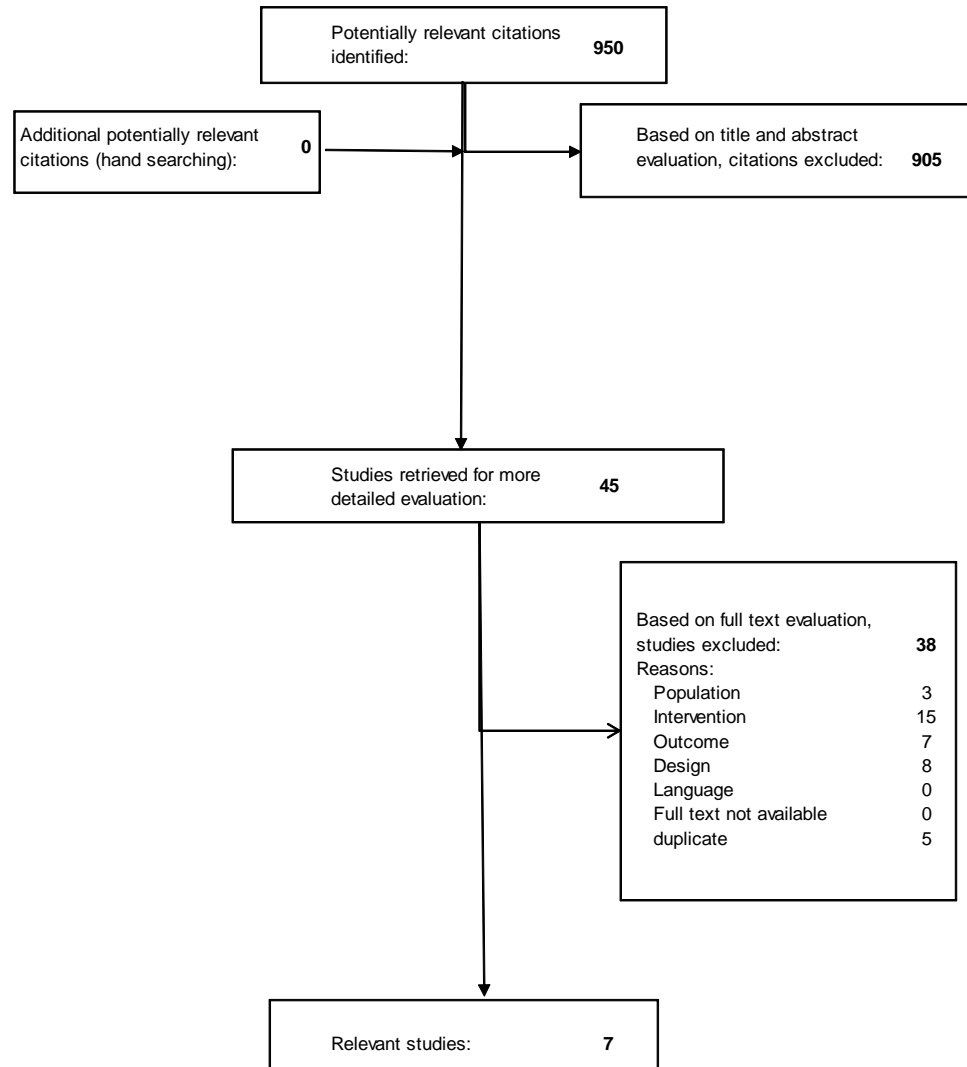 Potentially relevant citations
identified: 950
Additional potentially relevant
citations (hand searching): 0
Based on title and abstract
evaluation, citations excluded: 905
Studies retrieved for more
detailed evaluation: 45
Based on full text evaluation,
studies excluded: 38
Reasons:
Population 3
Intervention 15
Outcome 7
Design 8
Language 0
Full text not available 0
duplicate 5
Relevant studies: 7